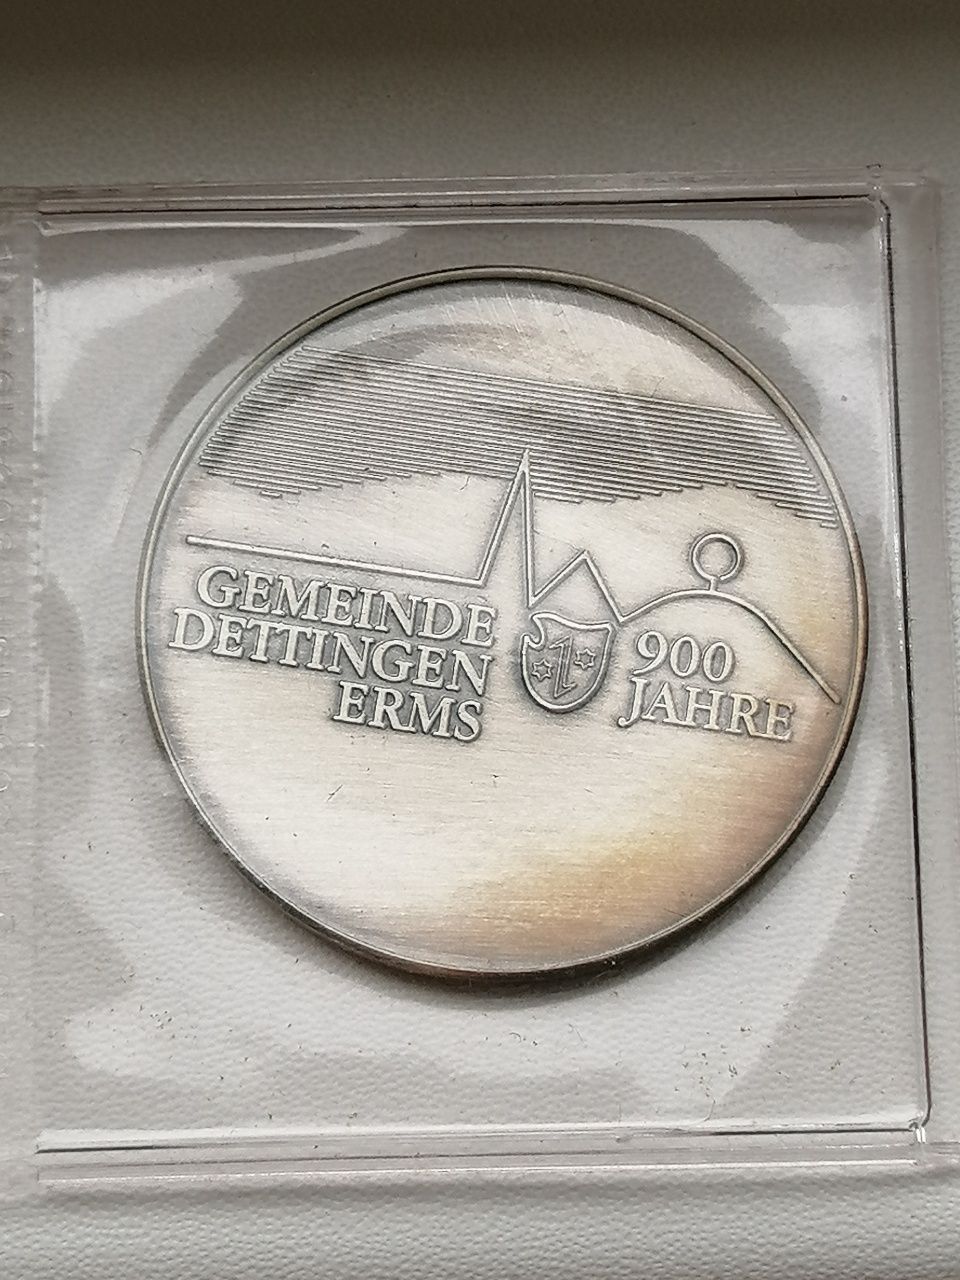 GEMEINDE
DETTINGEN
ERMS
900
JAHRE